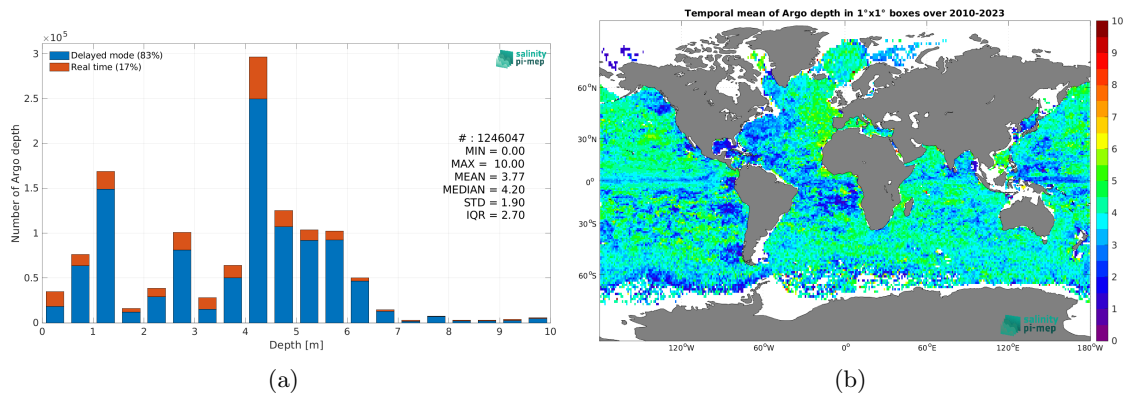 ×10^5
3
2.5
2
1.5
1
0.5
0
Number of Argo depth
Delayed mode (83%)
Real time (17%)
salinity
pi-mep
# : 1246047
MIN = 0.00
MAX = 10.00
MEAN = 3.77
MEDIAN = 4.20
STD = 1.90
IQR = 2.70
0 1 2 3 4 5 6 7 8 9 10
Depth [m]
(a)
Temporal mean of Argo depth in 1°x1° boxes over 2010-2023
60°N
30°N
0°
30°S
60°S
120°W 60°W 0° 60°E 120°E 180°W
salinity
pi-mep
10
9
8
7
6
5
4
3
2
1
0
(b)